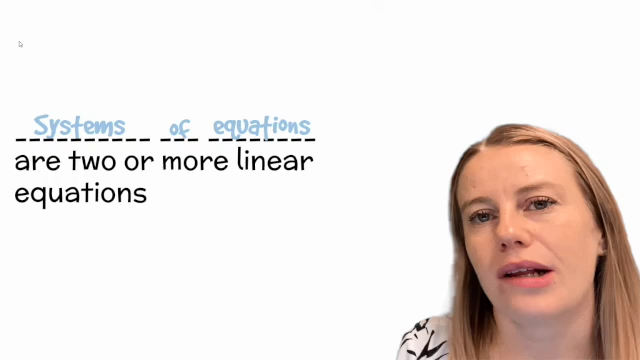 Systems of equations
are two or more linear
equations